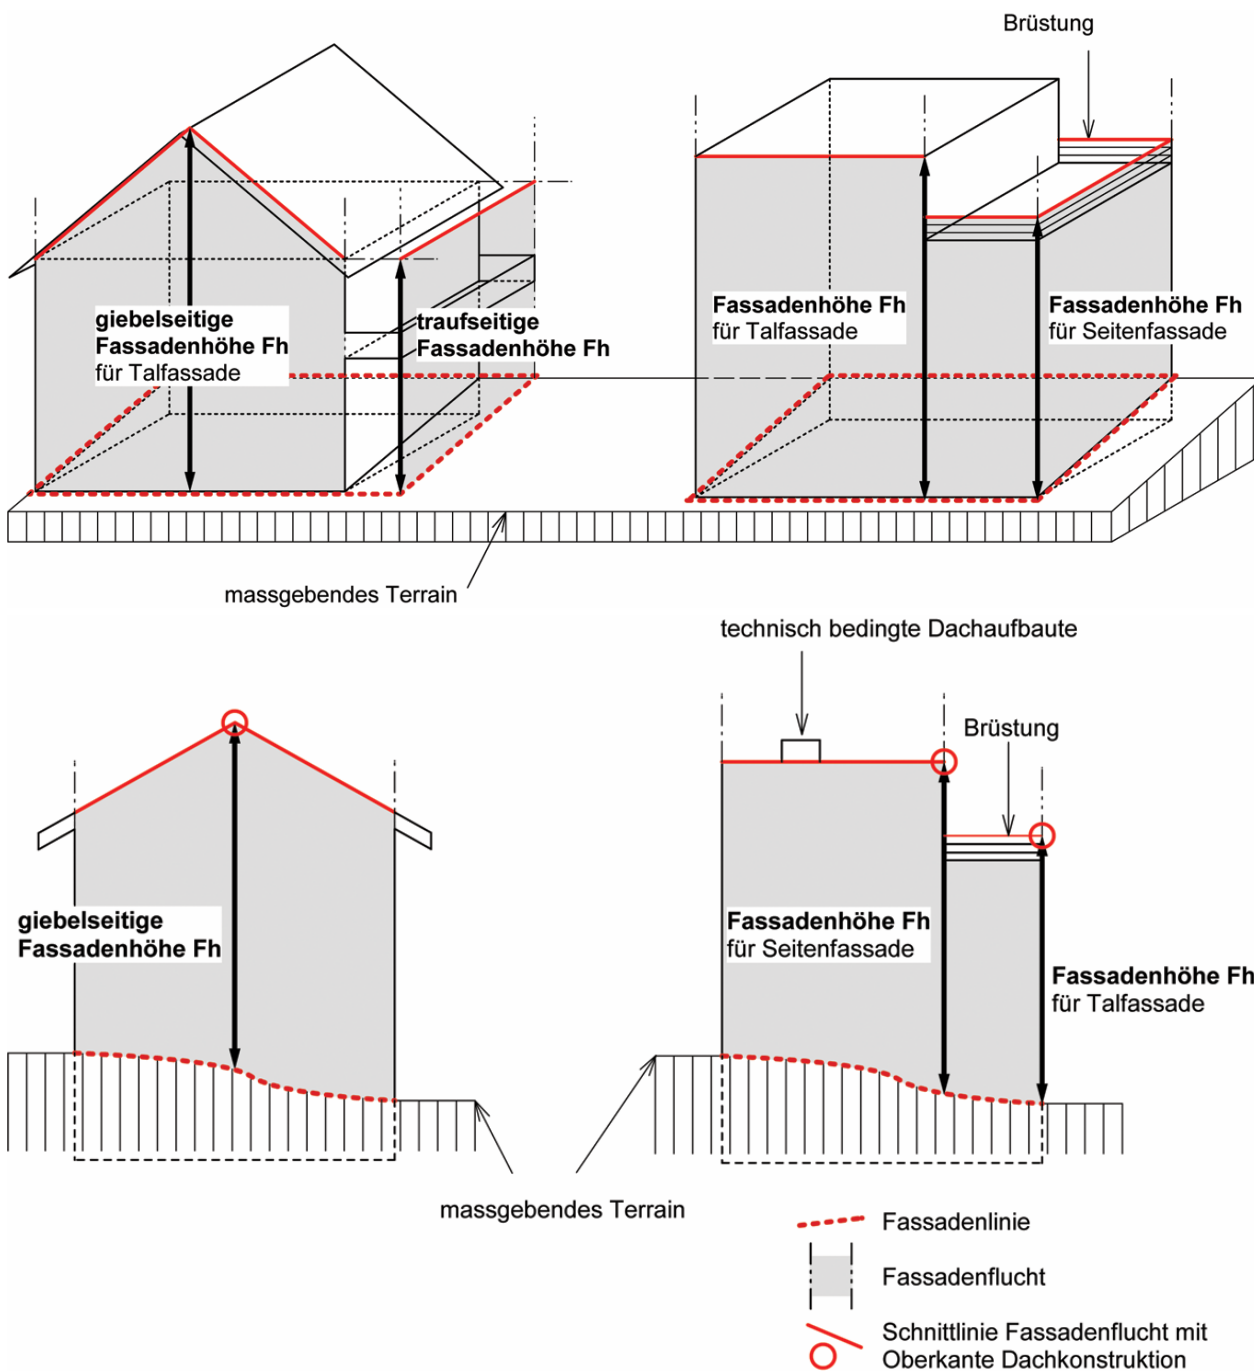 Brüstung
giebelseitige
Fassadenhöhe Fh
für Talfassade
traufseitige
Fassadenhöhe Fh
Fassadenhöhe Fh
für Talfassade
Fassadenhöhe Fh
für Seitenfassade
massgebendes Terrain
technisch bedingte Dachaufbaute
Brüstung
giebelseitige
Fassadenhöhe Fh
Fassadenhöhe Fh
für Seitenfassade
Fassadenhöhe Fh
für Talfassade
massgebendes Terrain
Fassadenlinie
Fassadenflucht
Schnittlinie Fassadenflucht mit
Oberkante Dachkonstruktion